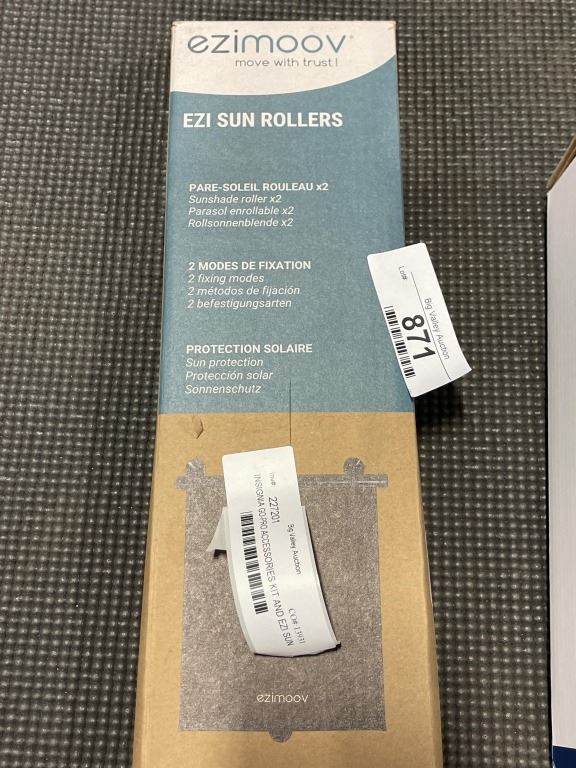 ezimoov®
move with trust!
EZI SUN ROLLERS
PARE-SOLEIL ROULEAU x2
Sunshade roller x2
Parasol enrollable x2
Rollsonnenblende x2
2 MODES DE FIXATION
2 fixing modes
2 métodos de fijación
2 befestigungsarten
PROTECTION SOLAIRE
Sun protection
Protección solar
Sonnenschutz
Big Valley Auction
Lot#
871
Big Valley Auction
Inv#
227201
INSIGNIA GO-PRO ACCESSORIES KIT AND EZI SUN
ezimoov